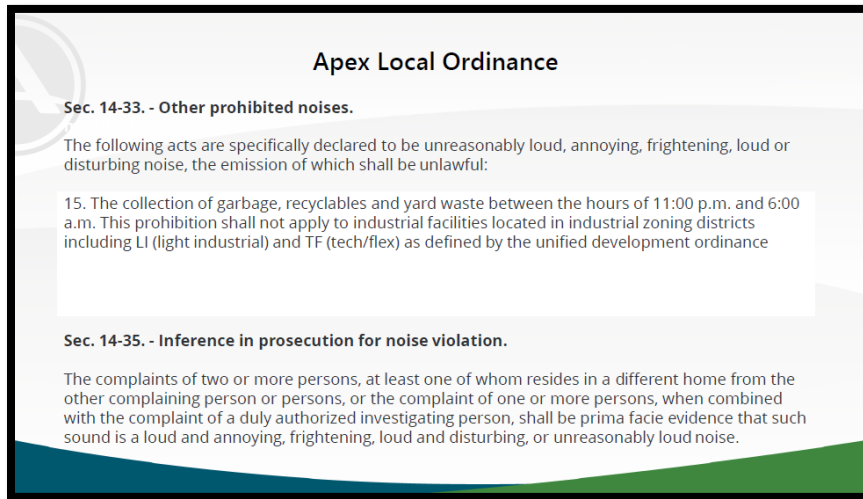 Apex Local Ordinance
Sec. 14-33. - Other prohibited noises.
The following acts are specifically declared to be unreasonably loud, annoying, frightening, loud or
disturbing noise, the emission of which shall be unlawful:
15. The collection of garbage, recyclables and yard waste between the hours of 11:00 p.m. and 6:00
a.m. This prohibition shall not apply to industrial facilities located in industrial zoning districts
including LI (light industrial) and TF (tech/flex) as defined by the unified development ordinance
Sec. 14-35. - Inference in prosecution for noise violation.
The complaints of two or more persons, at least one of whom resides in a different home from the
other complaining person or persons, or the complaint of one or more persons, when combined
with the complaint of a duly authorized investigating person, shall be prima facie evidence that such
sound is a loud and annoying, frightening, loud and disturbing, or unreasonably loud noise.